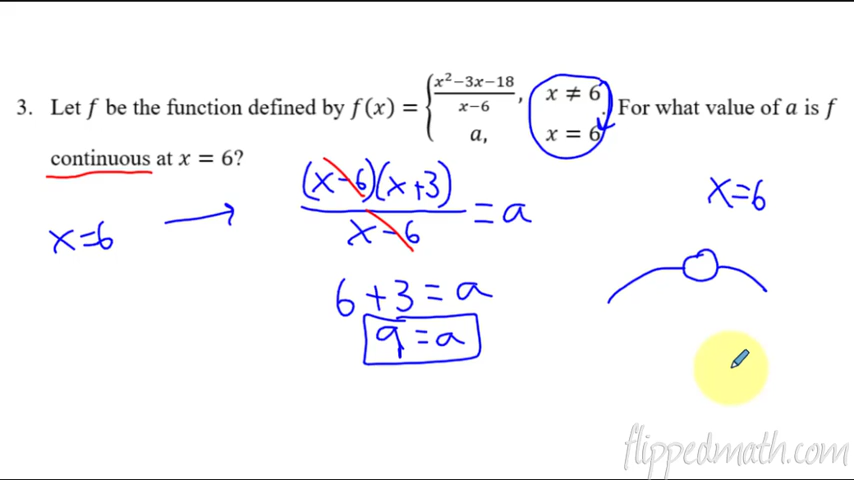 3. Let f be the function defined by f(x) = { x²−3x−18 / x−6, x ≠ 6
a, x = 6 . For what value of a is f
continuous at x = 6?
(x-6)(x+3) / x-6 = a
x=6
x=6
6+3=a
9=a
flippedmath.com